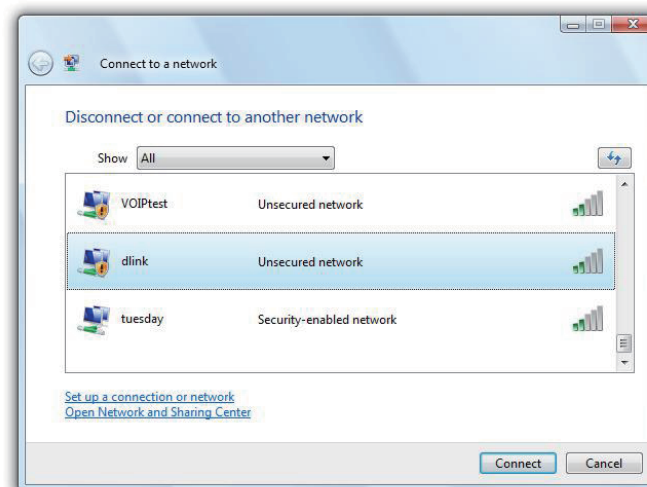 Connect to a network
Disconnect or connect to another network
Show All
VOIPtest Unsecured network
dlink Unsecured network
tuesday Security-enabled network
Set up a connection or network
Open Network and Sharing Center
Connect Cancel